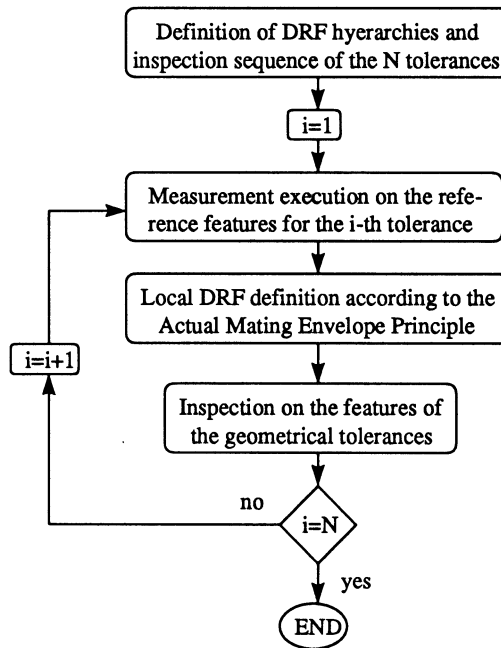 Definition of DRF hyerarchies and
inspection sequence of the N tolerances
i=1
Measurement execution on the refe-
rence features for the i-th tolerance
Local DRF definition according to the
Actual Mating Envelope Principle
i=i+1
Inspection on the features of
the geometrical tolerances
no
i=N
yes
END